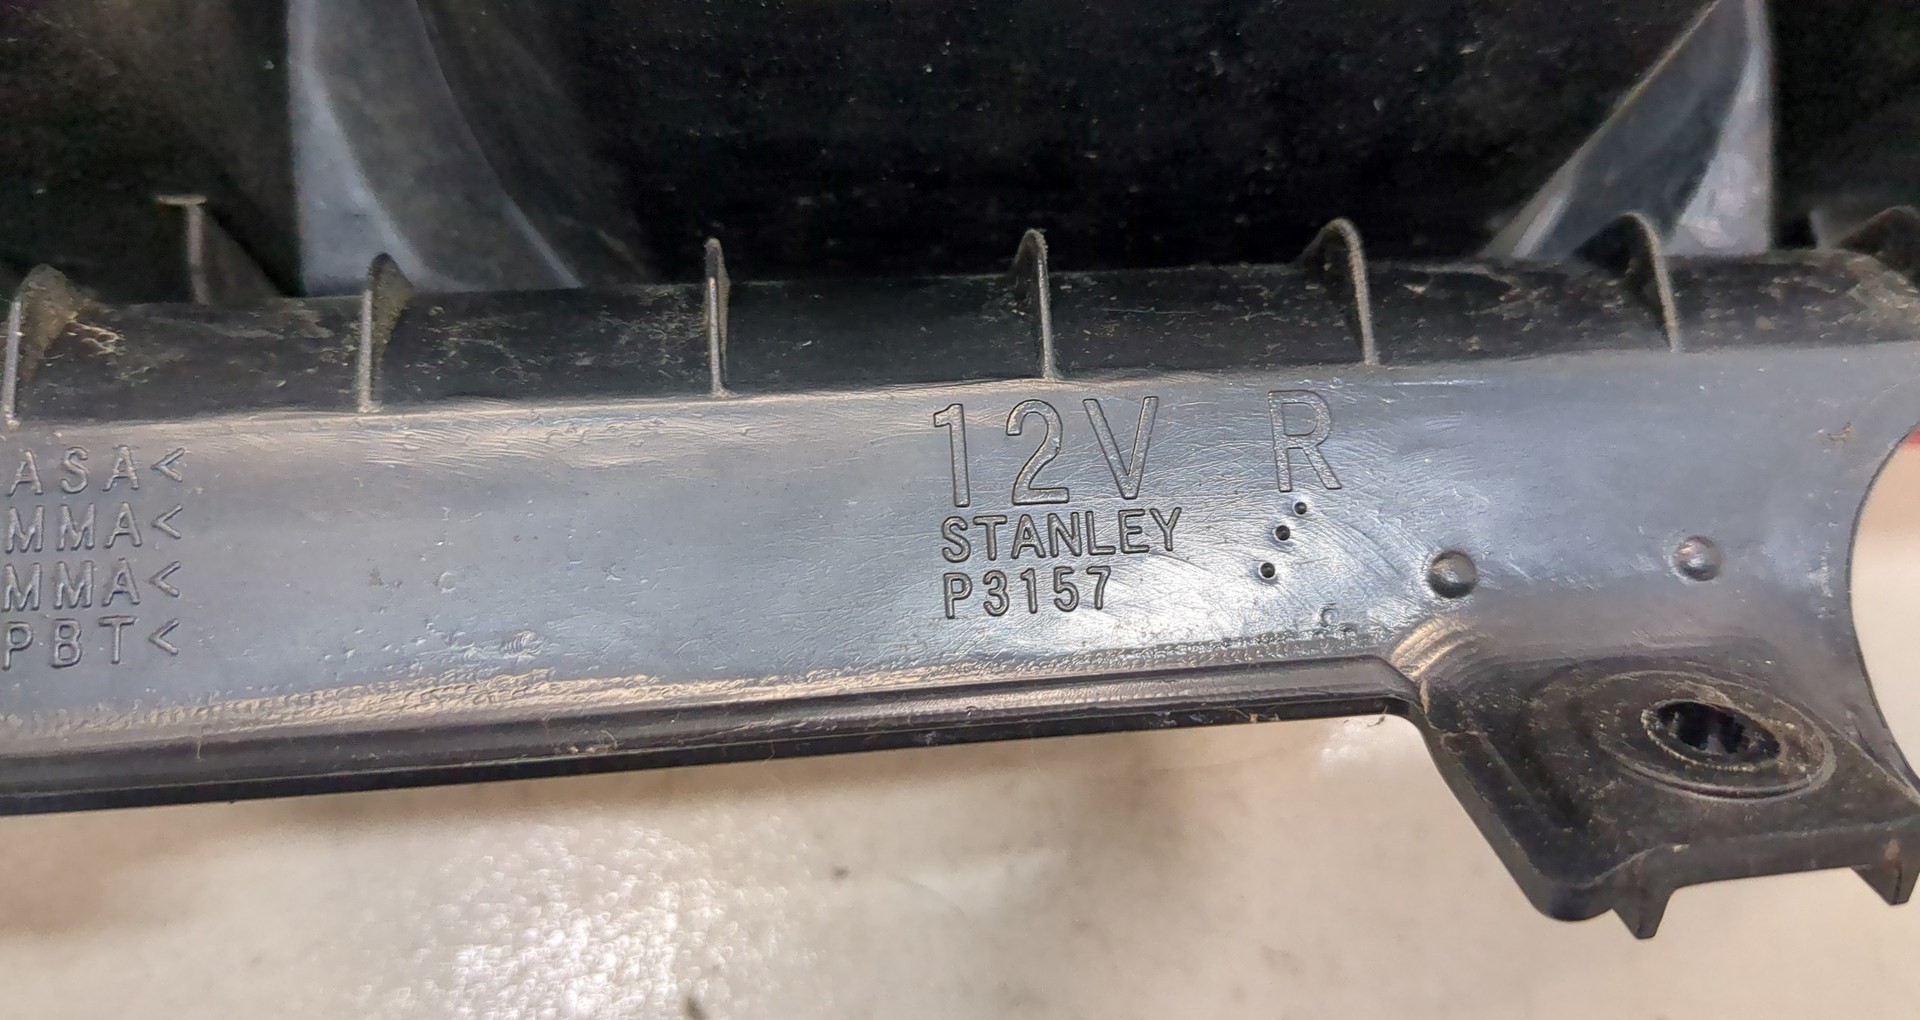 ASA<
MMA<
MMA<
PBT<
12V R
STANLEY
P3157